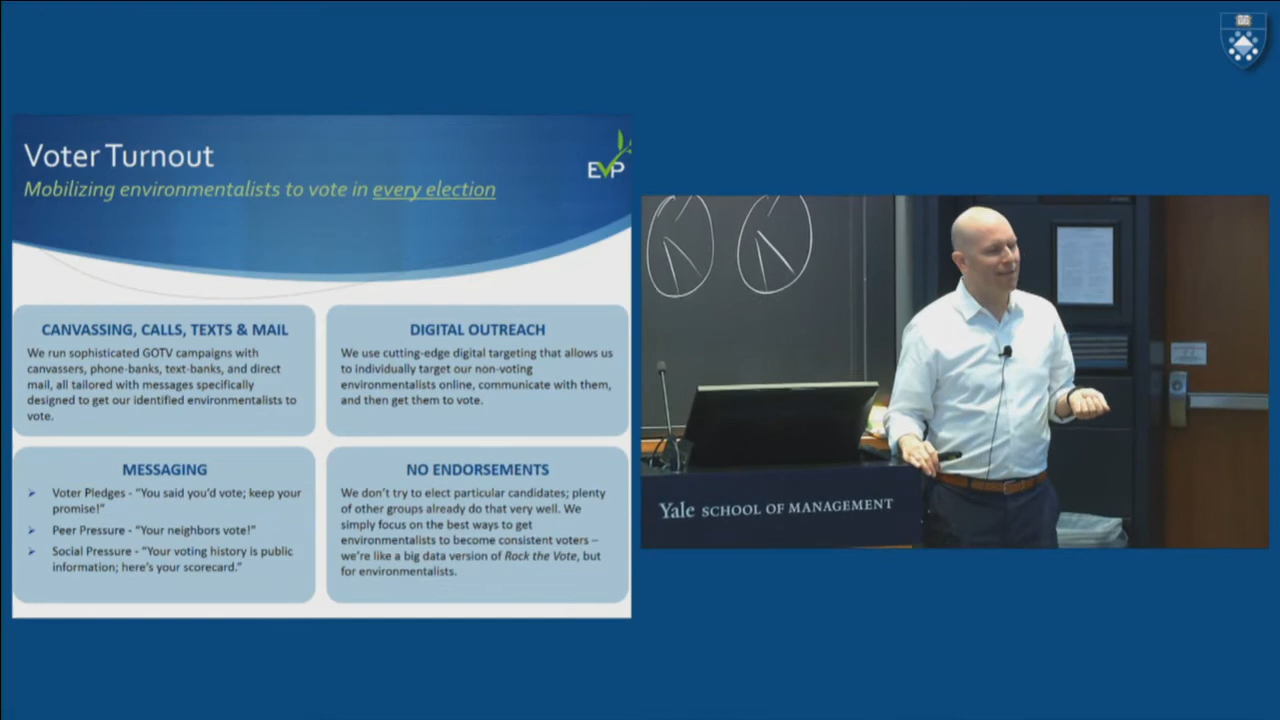 Voter Turnout
Mobilizing environmentalists to vote in every election
EVP
CANVASSING, CALLS, TEXTS & MAIL
We run sophisticated GOTV campaigns with
canvassers, phone-banks, text-banks, and direct
mail, all tailored with messages specifically
designed to get our identified environmentalists to
vote.
DIGITAL OUTREACH
We use cutting-edge digital targeting that allows us
to individually target our non-voting
environmentalists online, communicate with them,
and then get them to vote.
MESSAGING
Voter Pledges - "You said you'd vote; keep your
promise!"
Peer Pressure - "Your neighbors vote!"
Social Pressure - "Your voting history is public
information; here's your scorecard."
NO ENDORSEMENTS
We don't try to elect particular candidates; plenty
of other groups already do that very well. We
simply focus on the best ways to get
environmentalists to become consistent voters –
we're like a big data version of Rock the Vote, but
for environmentalists.
Yale SCHOOL OF MANAGEMENT